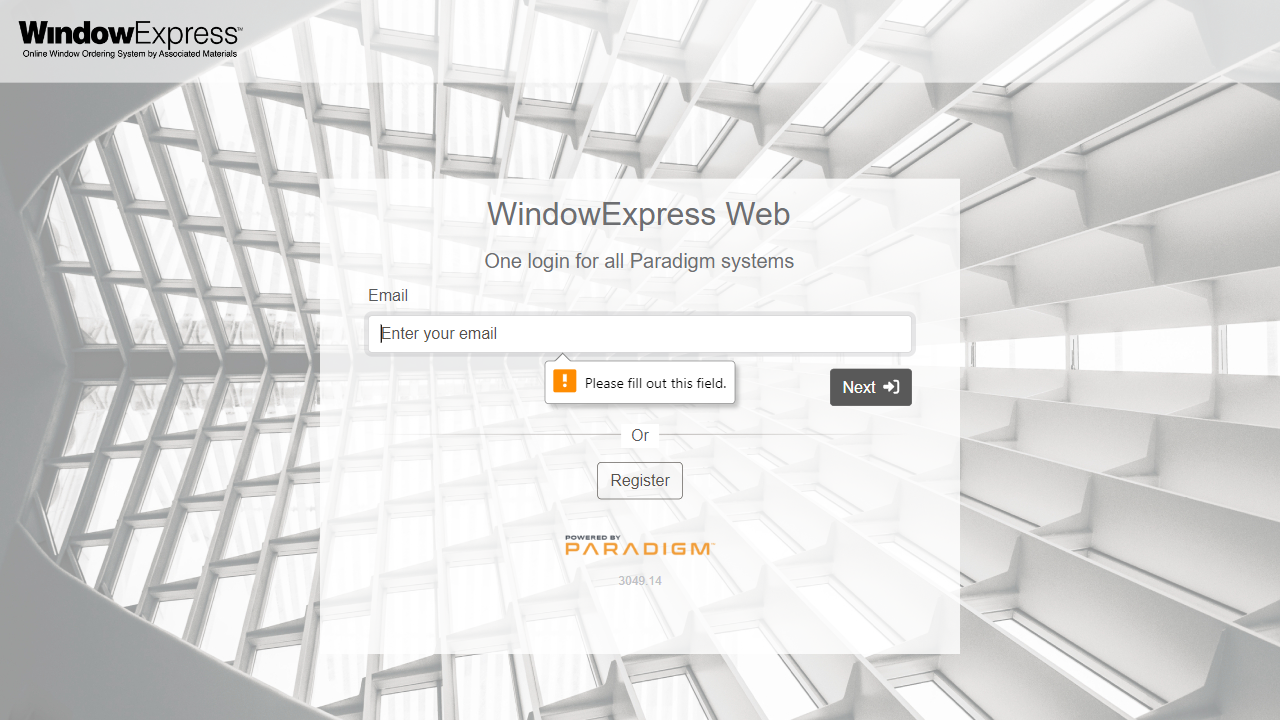 WindowExpress™
Online Window Ordering System by Associated Materials
WindowExpress Web
One login for all Paradigm systems
Email
Enter your email
Please fill out this field.
Next
Or
Register
POWERED BY
PARADIGM™
3049.14